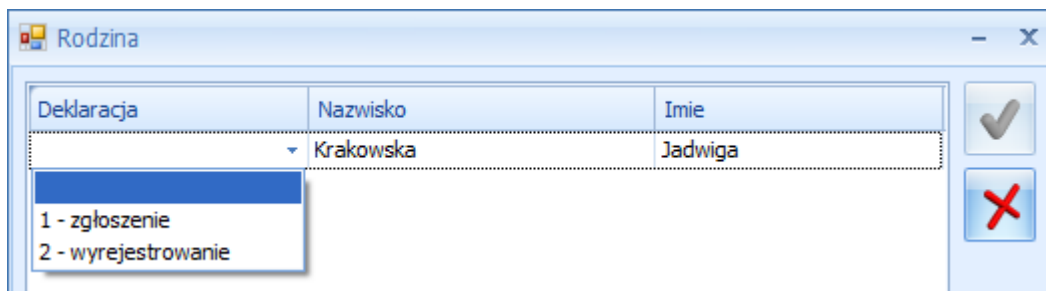 Rodzina
Deklaracja Nazwisko Imie
Krakowska Jadwiga
1 - zgłoszenie
2 - wyrejestrowanie